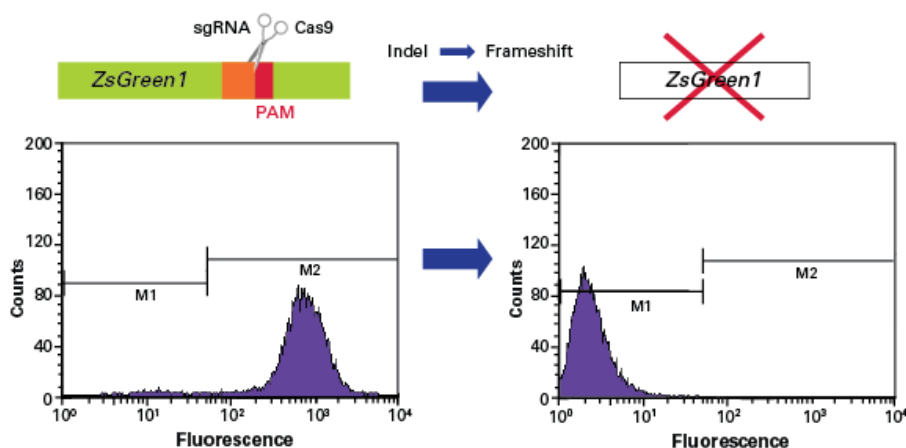 sgRNA Cas9
Indel Frameshift
ZsGreen1
ZsGreen1
PAM
200
160
120
80
40
0
Counts
M1
M2
10⁰ 10¹ 10² 10³ 10⁴
Fluorescence
200
160
120
80
40
0
Counts
M1
M2
10⁰ 10¹ 10² 10³ 10⁴
Fluorescence